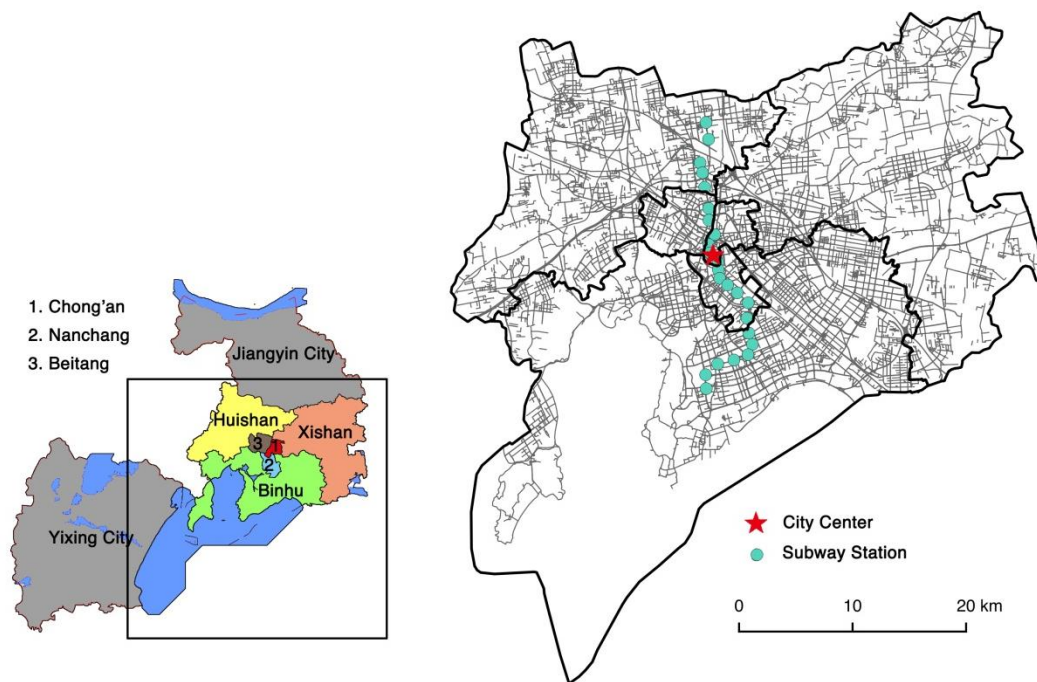 1. Chong'an
2. Nanchang
3. Beitang
Jiangyin City
Huishan
Xishan
3
1
2
Binhu
Yixing City
City Center
Subway Station
0
10
20 km